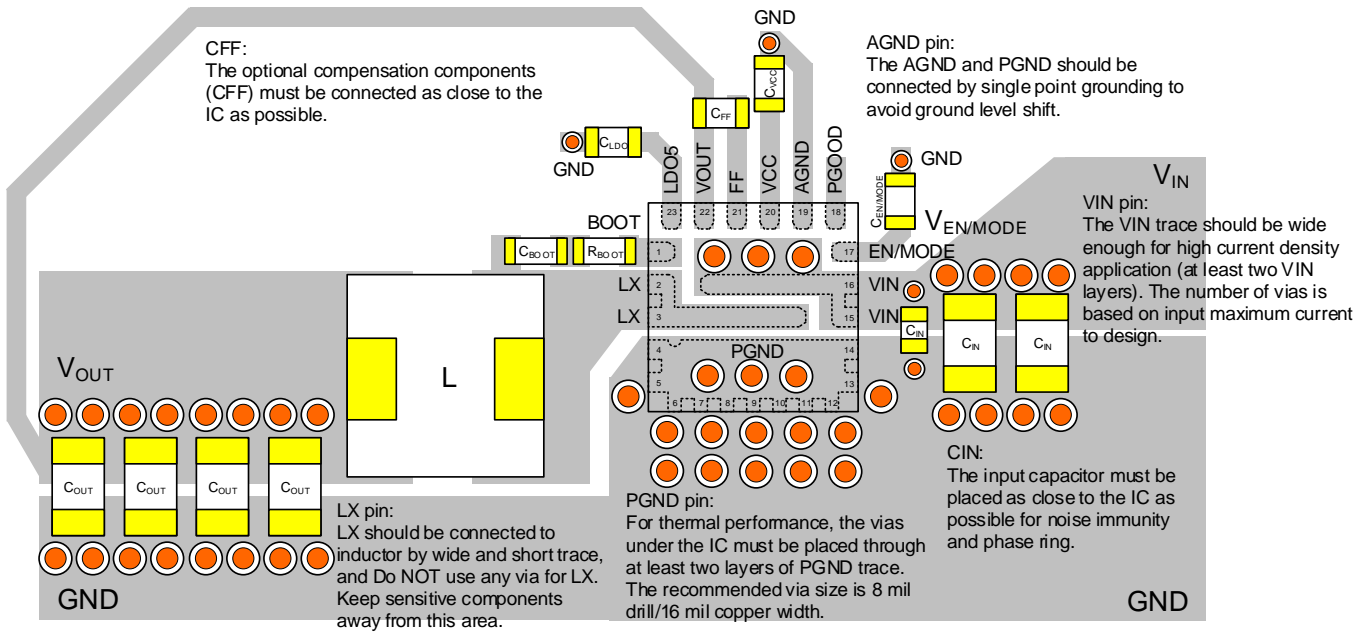 GND
CFF:
The optional compensation components
(CFF) must be connected as close to the
IC as possible.
AGND pin:
The AGND and PGND should be
connected by single point grounding to
avoid ground level shift.
CVCC
CFF
CLDO
GND
LDO5
VOUT
FF
VCC
AGND
PGOOD
GND
CEN/MODE
VIN
VIN pin:
The VIN trace should be wide
enough for high current density
application (at least two VIN
layers). The number of vias is
based on input maximum current
to design.
23
22
21
20
19
18
BOOT
VEN/MODE
CBOOT
RBOOT
1
17
EN/MODE
LX
2
16
VIN
LX
3
15
VIN
CIN
CIN
CIN
4
PGND
14
5
13
6
7
8
9
10
11
12
VOUT
L
COUT
COUT
COUT
COUT
CIN:
The input capacitor must be
placed as close to the IC as
possible for noise immunity
and phase ring.
LX pin:
LX should be connected to
inductor by wide and short trace,
and Do NOT use any via for LX.
Keep sensitive components
away from this area.
PGND pin:
For thermal performance, the vias
under the IC must be placed through
at least two layers of PGND trace.
The recommended via size is 8 mil
drill/16 mil copper width.
GND
GND